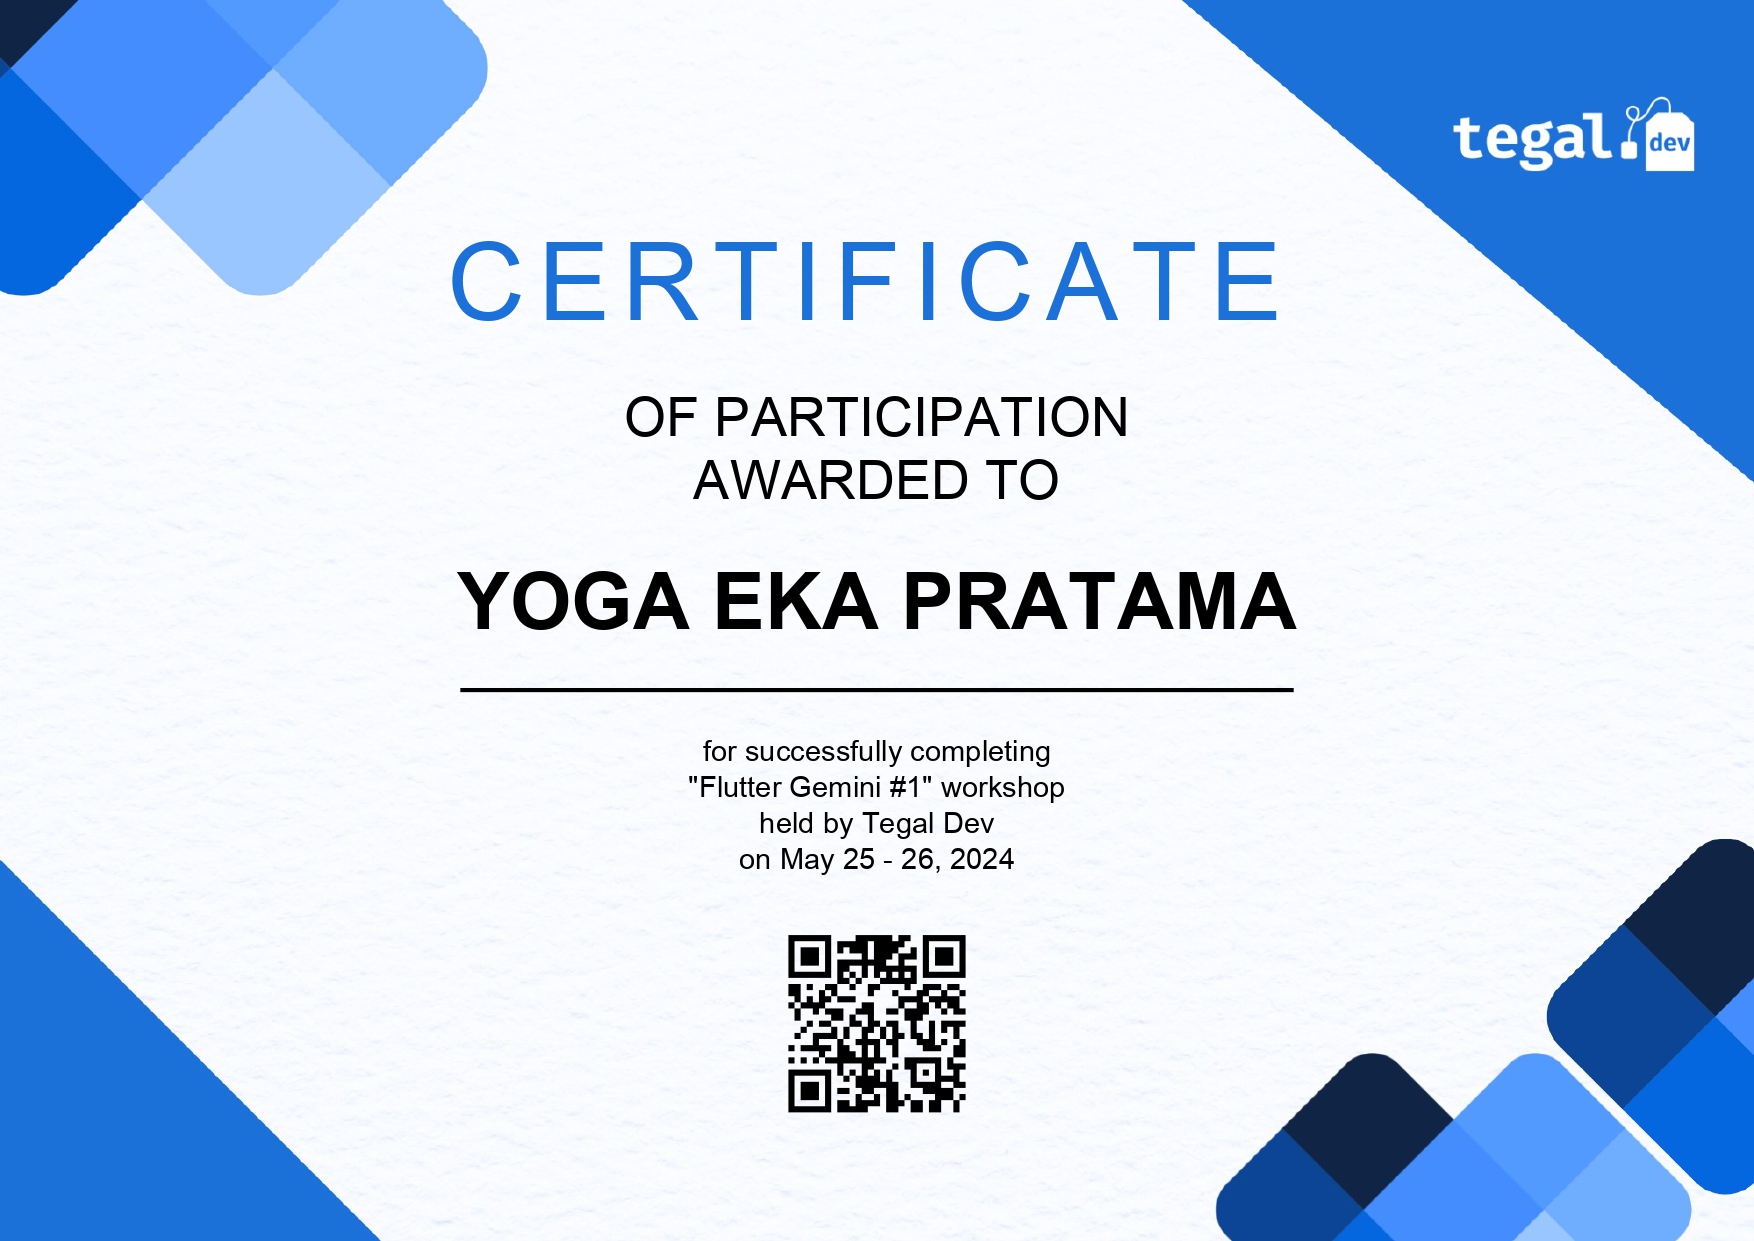 tegal dev
CERTIFICATE
OF PARTICIPATION
AWARDED TO
YOGA EKA PRATAMA
for successfully completing
"Flutter Gemini #1" workshop
held by Tegal Dev
on May 25 - 26, 2024